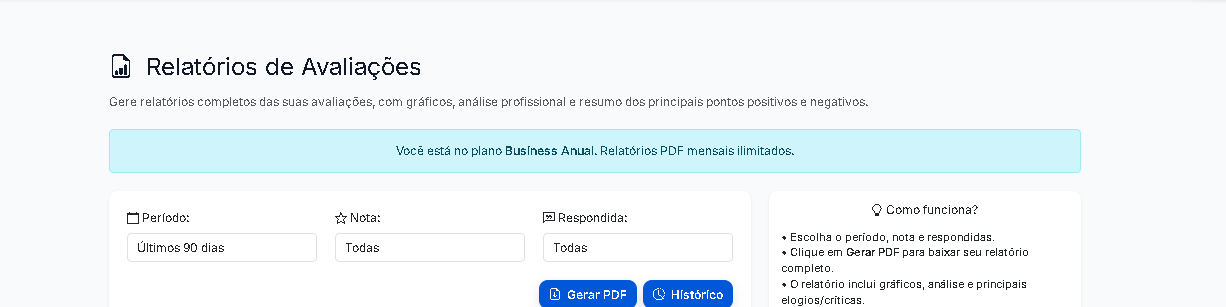 Relatórios de Avaliações
Gere relatórios completos das suas avaliações, com gráficos, análise profissional e resumo dos principais pontos positivos e negativos.
Você está no plano Business Anual. Relatórios PDF mensais ilimitados.
Período:
Últimos 90 dias
Nota:
Todas
Respondida:
Todas
Gerar PDF
Histórico
Como funciona?
• Escolha o período, nota e respondidas.
• Clique em Gerar PDF para baixar seu relatório
completo.
• O relatório inclui gráficos, análise e principais
elogios/críticas.